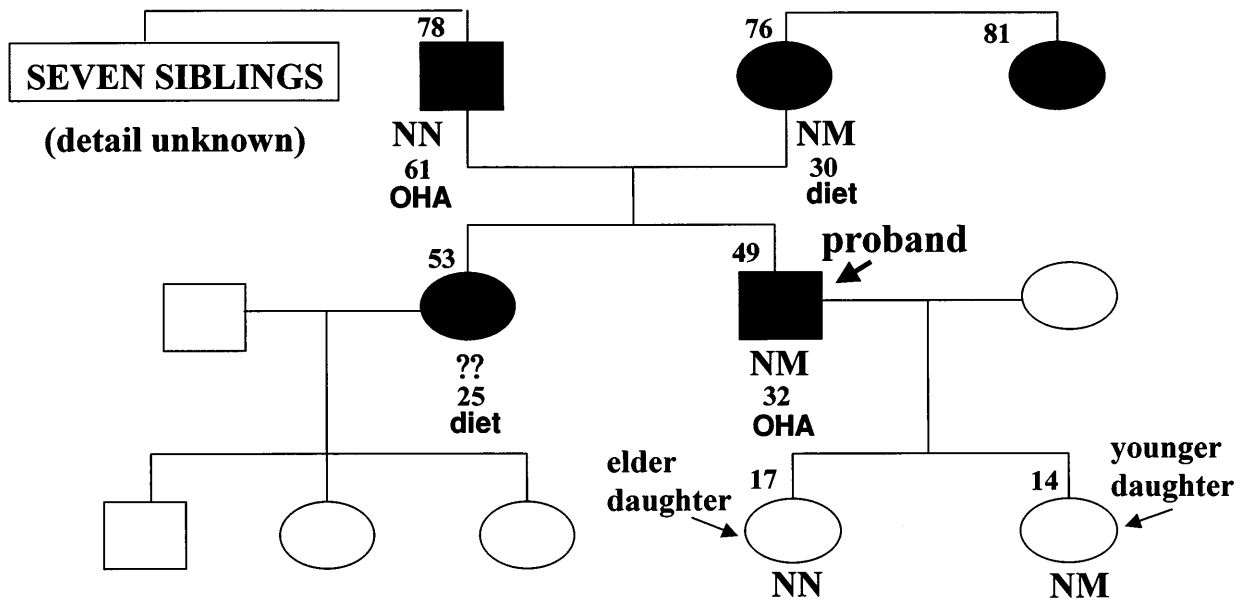 78
76
81
SEVEN SIBLINGS
(detail unknown)
NN
61
OHA
NM
30
diet
proband
53
49
??
25
diet
NM
32
OHA
elder
daughter
17
14
younger
daughter
NN
NM